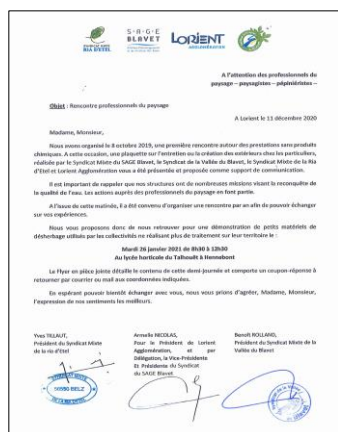 S·A·G·E
BLAVET
LORIENT
AGGLOMÉRATION
RIA D'ETEL
A l'attention des professionnels du
paysage – paysagistes – pépiniéristes –
Objet : Rencontre professionnels du paysage
A Lorient le 11 décembre 2020
Madame, Monsieur,
Nous avons organisé le 8 octobre 2019, une première rencontre autour des prestations sans produits
chimiques. A cette occasion, une plaquette sur l'entretien ou la création des extérieurs chez les particuliers,
réalisée par le Syndicat Mixte du SAGE Blavet, le Syndicat de la Vallée du Blavet, le Syndicat Mixte de la Ria
d'Etel et Lorient Agglomération vous a été présentée et proposée comme support de communication.
Il est important de rappeler que nos structures ont de nombreuses missions visant la reconquête de
la qualité de l'eau. Les actions auprès des professionnels du paysage en font partie.
A l'issue de cette matinée, il a été convenu d'organiser une rencontre par an afin de pouvoir échanger
sur vos expériences.
Nous vous proposons donc de nous retrouver pour une démonstration de petits matériels de
désherbage utilisés par les collectivités ne réalisant plus de traitement sur leur territoire le :
Mardi 26 janvier 2021 de 8h30 à 12h30
Au lycée horticole du Talhouët à Hennebont
Le Flyer en pièce jointe détaille le contenu de cette demi-journée et comporte un coupon-réponse à
retourner par courrier ou mail aux coordonnées indiquées.
En espérant pouvoir bientôt échanger avec vous, nous vous prions d'agréer, Madame, Monsieur,
l'expression de nos sentiments les meilleurs.
Yves TILLAUT,
Président du Syndicat Mixte
de la ria d'Etel
Armelle NICOLAS,
Pour le Président de Lorient
Agglomération, et par
Délégation, la Vice-Présidente
Et Présidente du Syndicat
du SAGE Blavet
Benoît ROLLAND,
Président du Syndicat Mixte de la
Vallée du Blavet
56550 BELZ